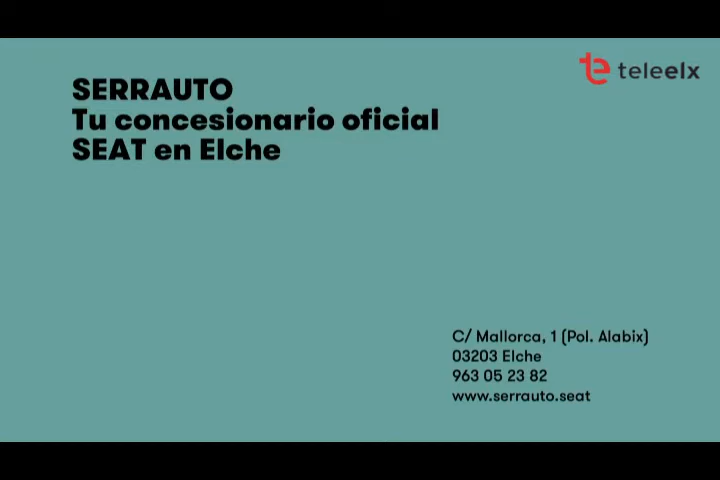 teleelx
SERRAUTO
Tu concesionario oficial
SEAT en Elche
C/ Mallorca, 1 (Pol. Alabix)
03203 Elche
963 05 23 82
www.serrauto.seat